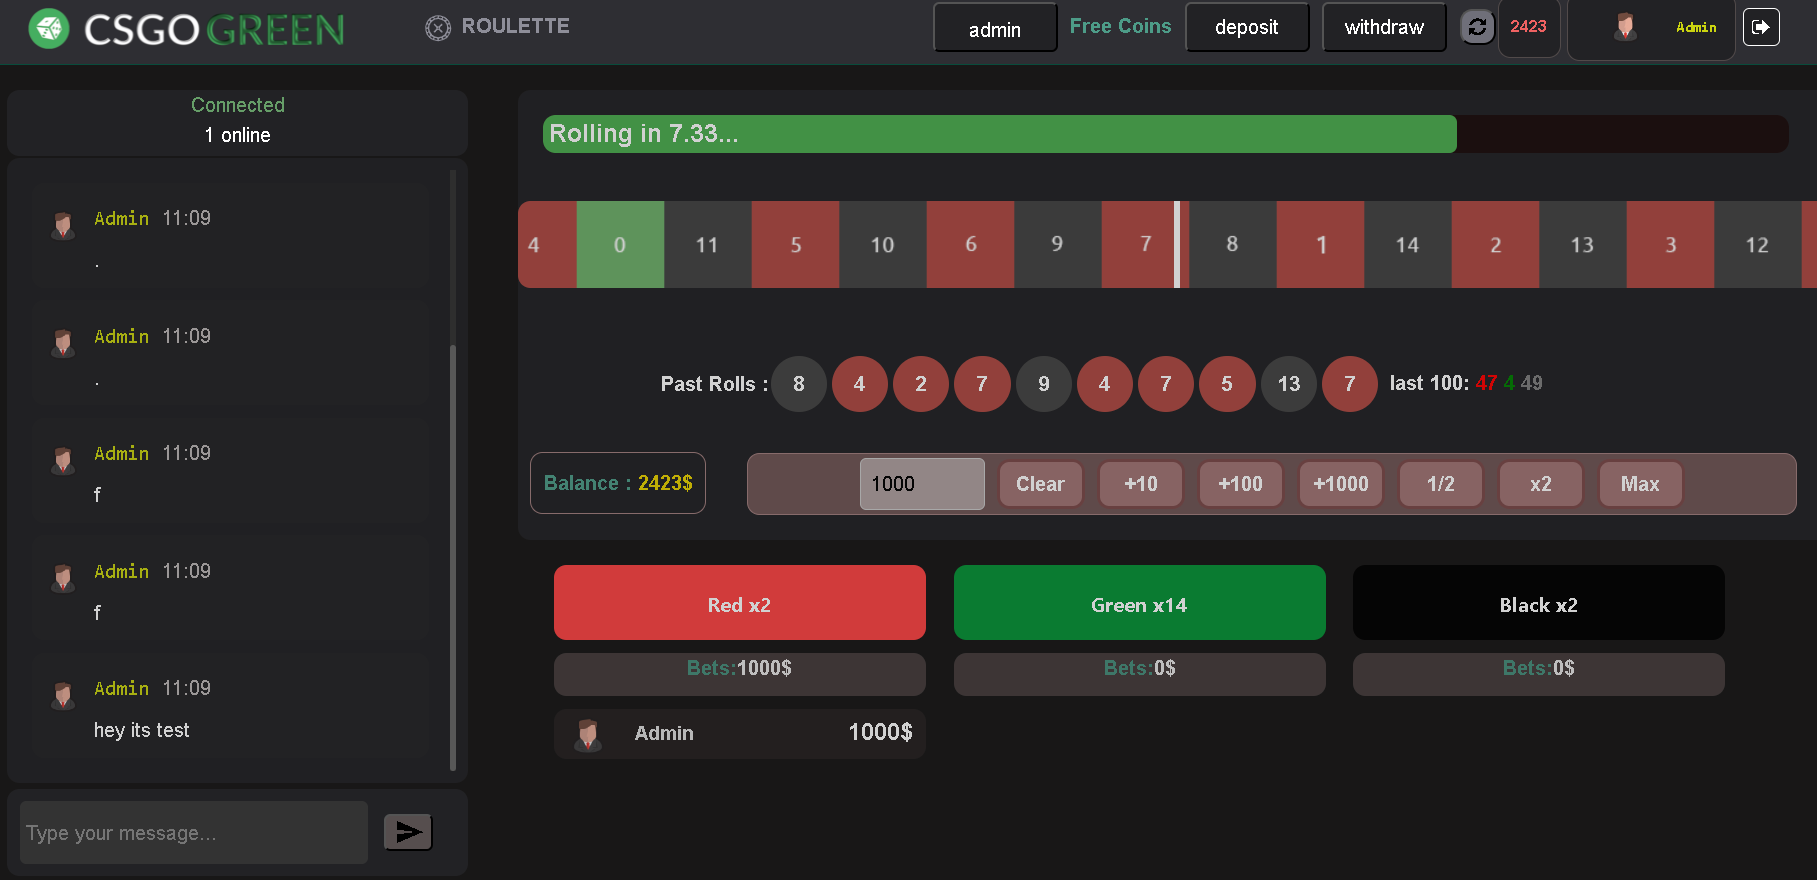 CSGOGREEN
ROULETTE
admin
Free Coins
deposit
withdraw
2423
Admin
Connected
1 online
Admin 11:09
.
Admin 11:09
.
Admin 11:09
f
Admin 11:09
f
Admin 11:09
hey its test
Type your message...
Rolling in 7.33...
4 0 11 5 10 6 9 7 8 1 14 2 13 3 12
Past Rolls : 8 4 2 7 9 4 7 5 13 7 last 100: 47 4 49
Balance : 2423$
1000 Clear +10 +100 +1000 1/2 x2 Max
Red x2
Green x14
Black x2
Bets:1000$
Bets:0$
Bets:0$
Admin 1000$